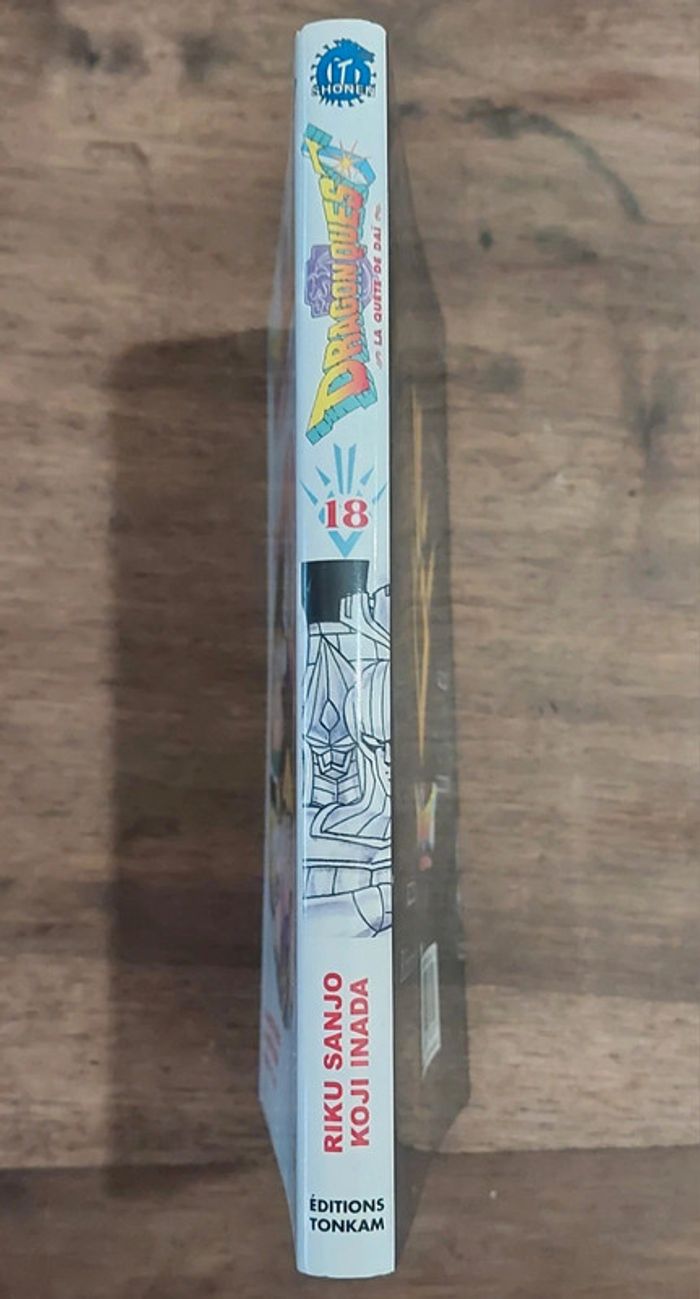 T
SHONEN
DRAGON QUEST
LA QUÊTE DE DAÏ
18
RIKU SANJO
KOJI INADA
ÉDITIONS
TONKAM